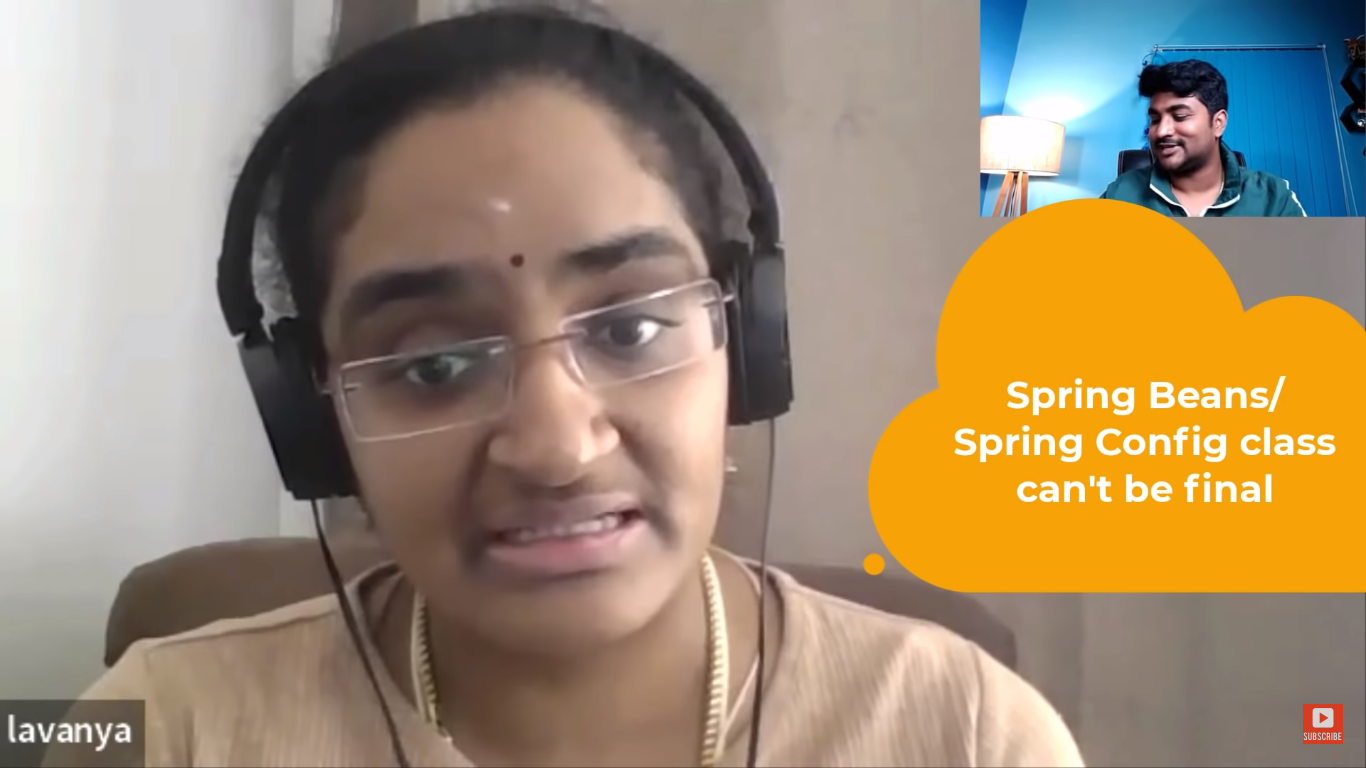 Spring Beans/
Spring Config class
can't be final
lavanya
SUBSCRIBE